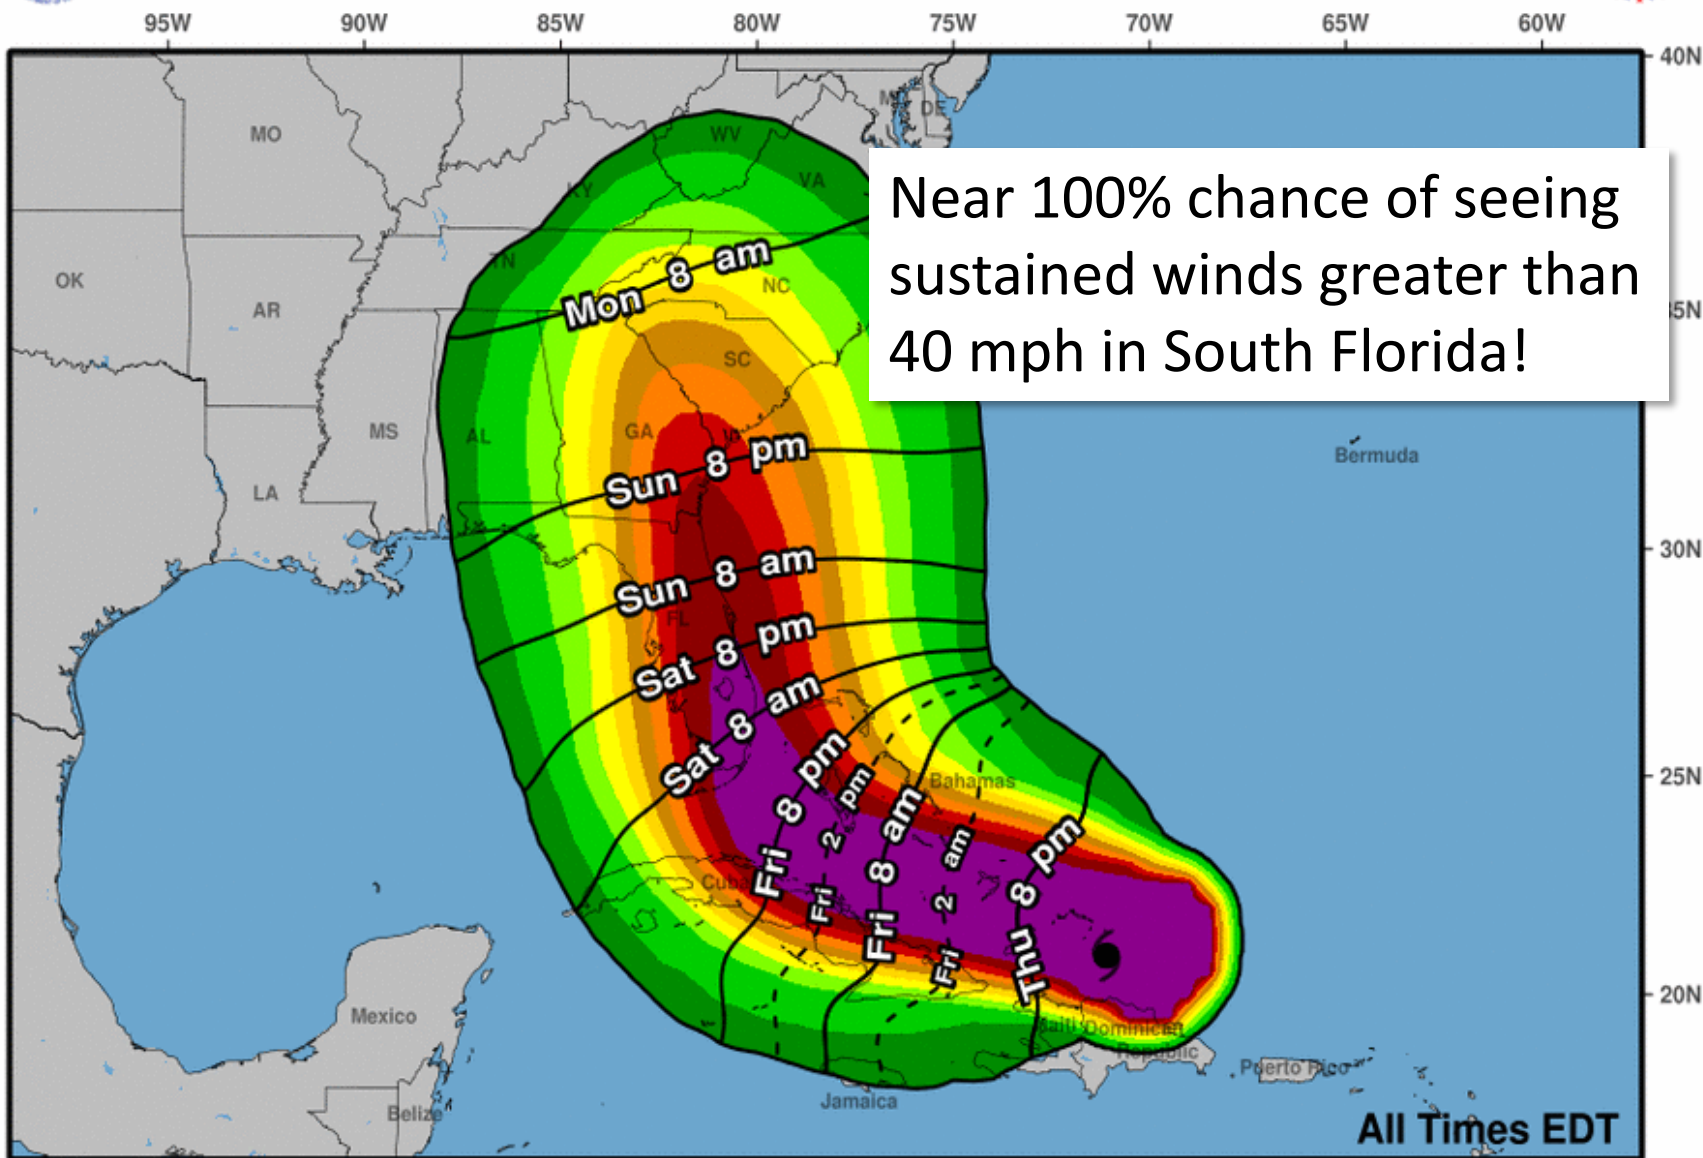 95W 90W 85W 80W 75W 70W 65W 60W
40N
MO
WV
DE
KY
VA
Near 100% chance of seeing
sustained winds greater than
40 mph in South Florida!
TN
Mon 8 am
NC
OK
AR
35N
SC
MS
AL
GA
Sun 8 pm
Bermuda
LA
30N
Sun 8 am
FL
Sat 8 pm
Sat 8 am
25N
Bahamas
Fri 8 pm
Fri 2 pm
Fri 8 am
Fri 2 am
Thu 8 pm
Cuba
20N
Mexico
Haiti Dominican
Republic
Puerto Rico
Jamaica
Belize
All Times EDT